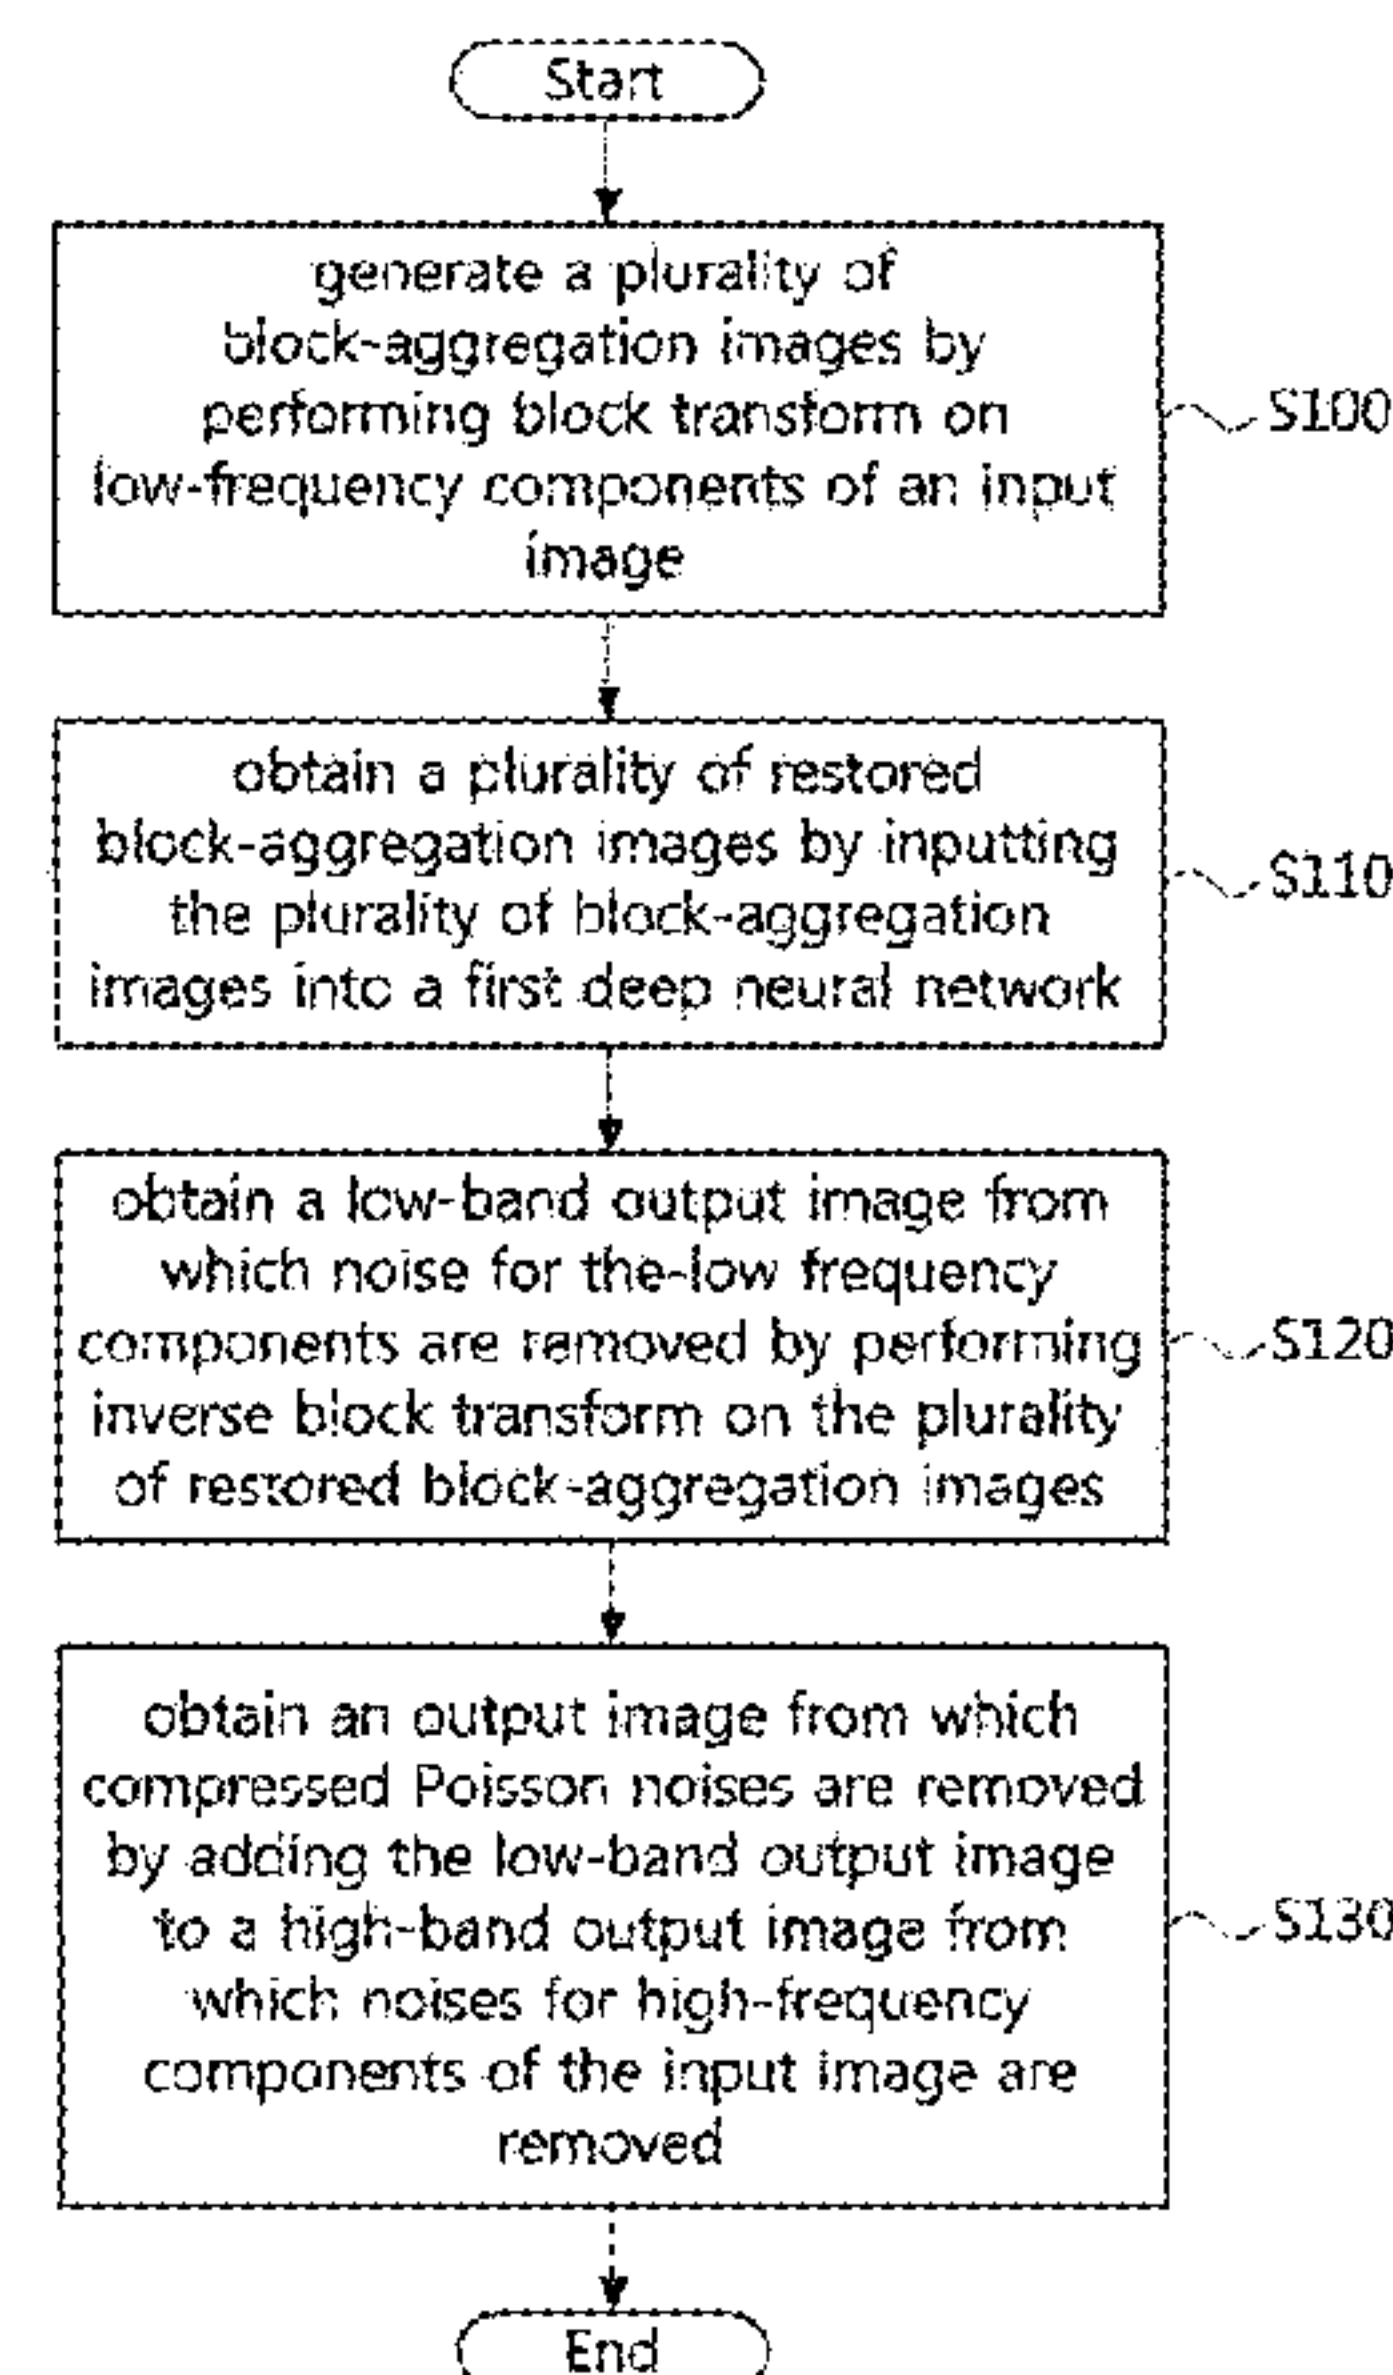 Start
generate a plurality of
block-aggregation images by
performing block transform on
low-frequency components of an input
image
S100
obtain a plurality of restored
block-aggregation images by inputting
the plurality of block-aggregation
images into a first deep neural network
S110
obtain a low-band output image from
which noise for the-low frequency
components are removed by performing
inverse block transform on the plurality
of restored block-aggregation images
S120
obtain an output image from which
compressed Poisson noises are removed
by adding the low-band output image
to a high-band output image from
which noises for high-frequency
components of the input image are
removed
S130
End